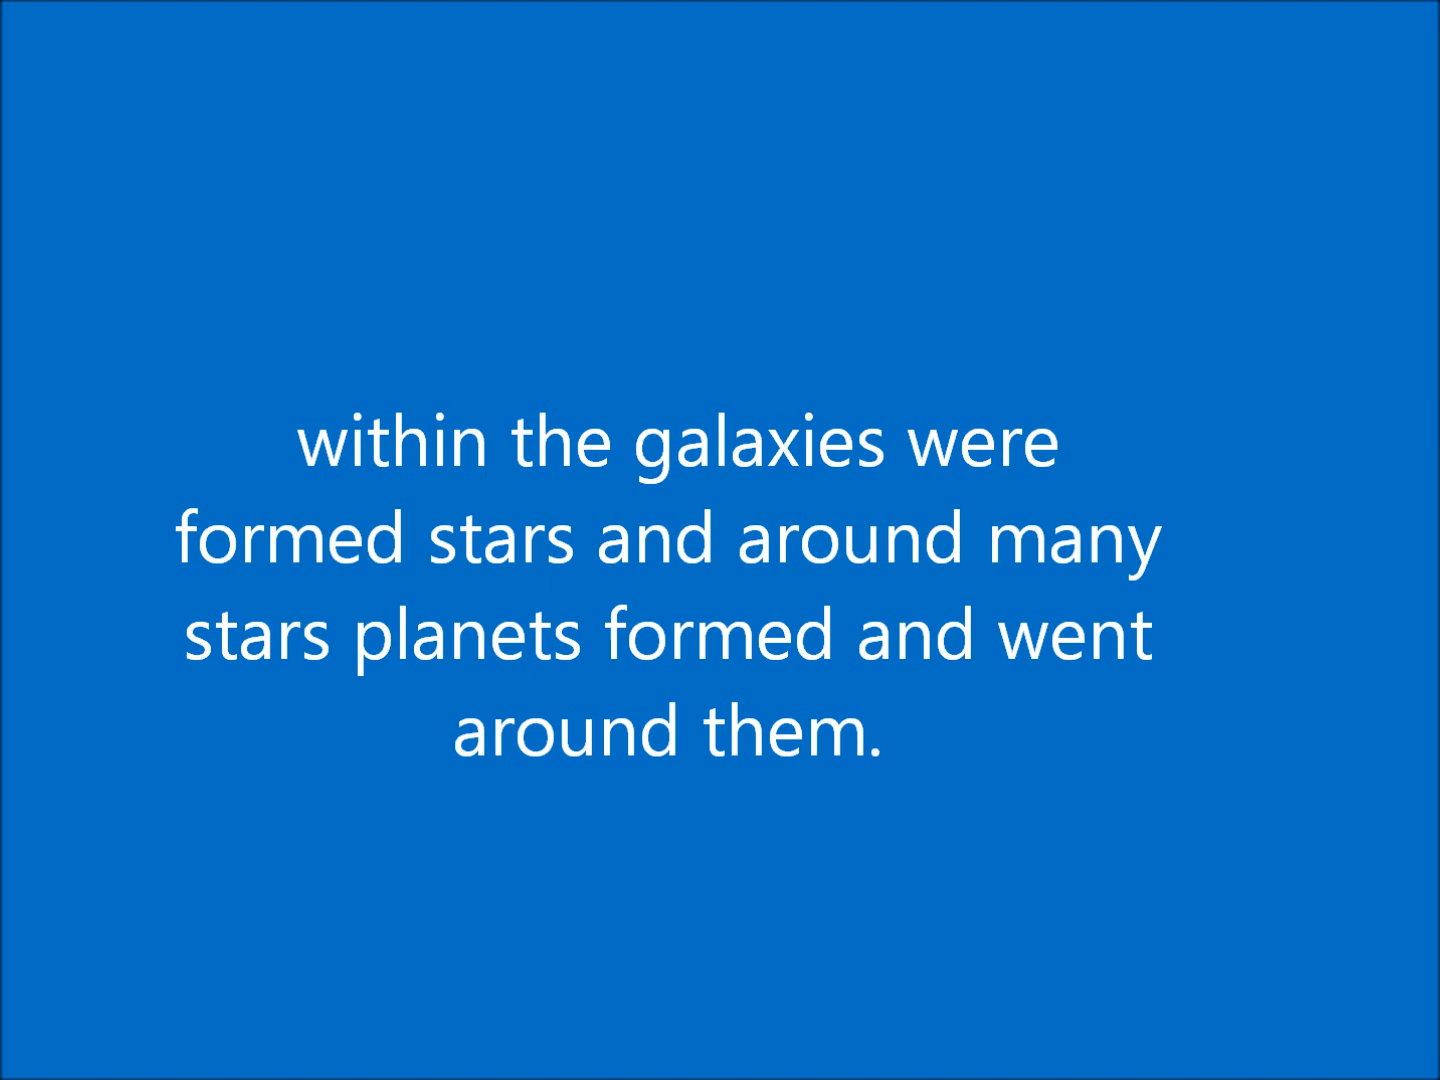 within the galaxies were
formed stars and around many
stars planets formed and went
around them.